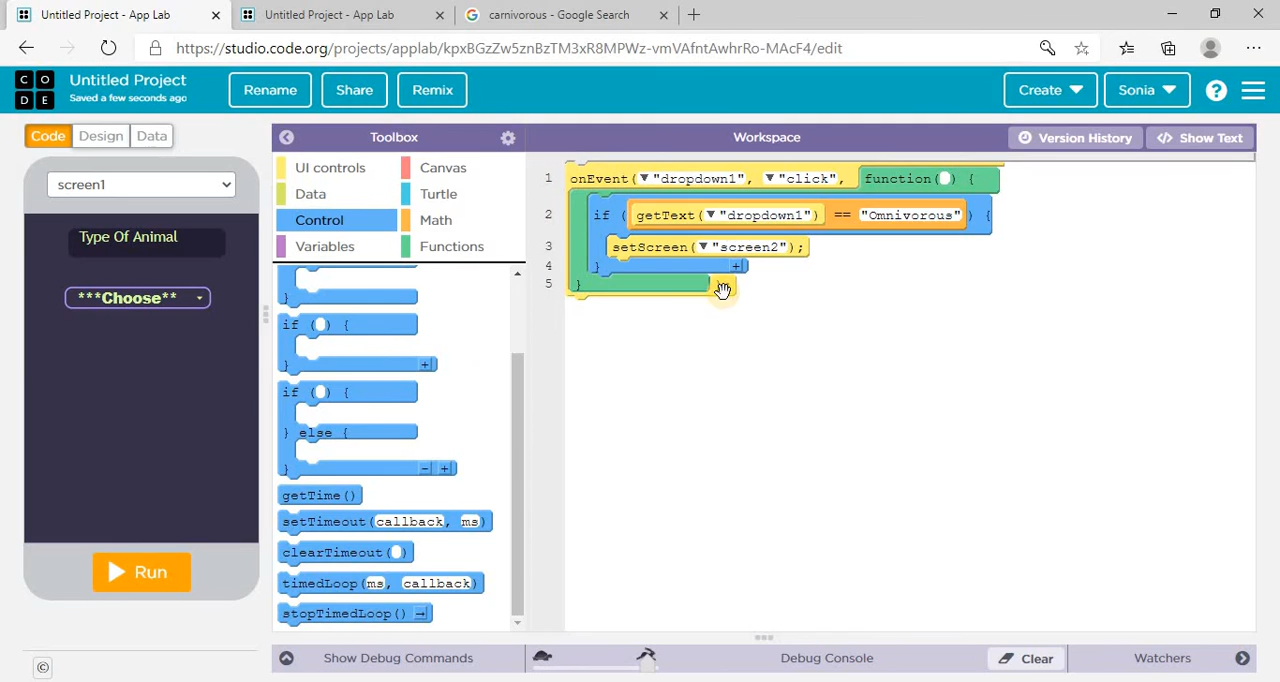 Untitled Project - App Lab
Untitled Project - App Lab
carnivorous - Google Search
https://studio.code.org/projects/applab/kpxBGzZw5znBzTM3xR8MPWz-vmVAfntAwhrRo-MAcF4/edit
C O
D E
Untitled Project
Saved a few seconds ago
Rename
Share
Remix
Create
Sonia
?
Code
Design
Data
Toolbox
Workspace
Version History
</> Show Text
screen1
Type Of Animal
***Choose**
Run
UI controls
Canvas
Data
Turtle
Control
Math
Variables
Functions
}
if () {
}
if () {
} else {
}
getTime()
setTimeout(callback, ms)
clearTimeout()
timedLoop(ms, callback)
stopTimedLoop()
1 onEvent("dropdown1", "click", function() {
2 if (getText("dropdown1") == "Omnivorous") {
3 setScreen("screen2");
4 }
5 }
Show Debug Commands
Debug Console
Clear
Watchers
©